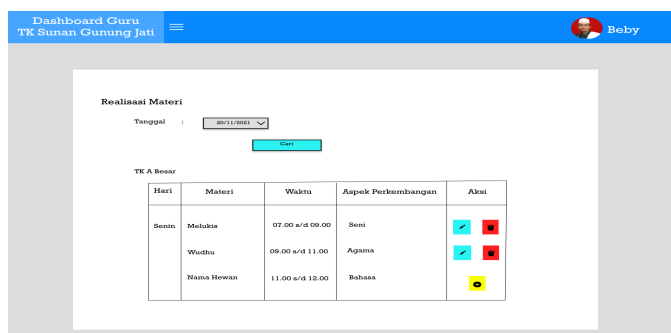 Dashboard Guru
TK Sunan Gunung Jati
Beby
Realisasi Materi
Tanggal : 20/11/2021
Cari
TK A Besar
Hari Materi Waktu Aspek Perkembangan Aksi
Senin Melukis 07.00 s/d 09.00 Seni
Wudhu 09.00 s/d 11.00 Agama
Nama Hewan 11.00 s/d 12.00 Bahasa